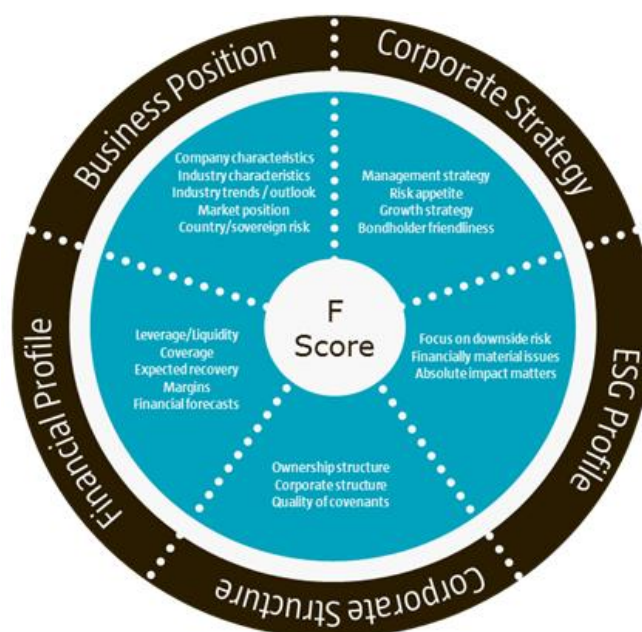 Business Position
Corporate Strategy
Company characteristics
Industry characteristics
Industry trends / outlook
Market position
Country/sovereign risk
Management strategy
Risk appetite
Growth strategy
Bondholder friendliness
F
Score
Financial Profile
Leverage/Liquidity
Coverage
Expected recovery
Margins
Financial forecasts
Focus on downside risk
Financially material issues
Absolute impact matters
ESG Profile
Ownership structure
Corporate structure
Quality of covenants
Corporate Structure